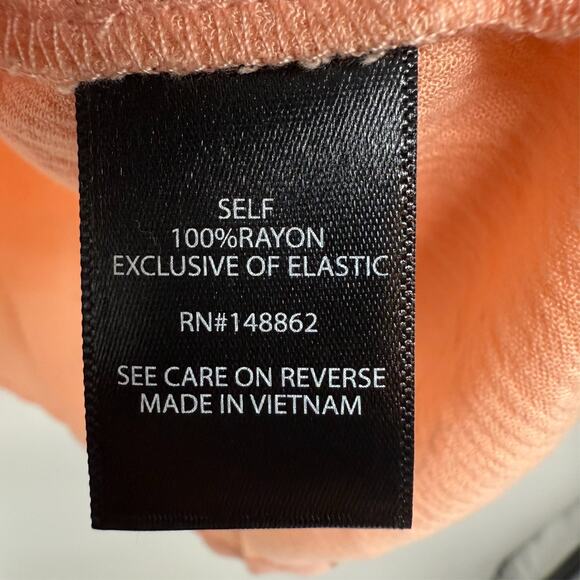 SELF
100%RAYON
EXCLUSIVE OF ELASTIC
RN#148862
SEE CARE ON REVERSE
MADE IN VIETNAM